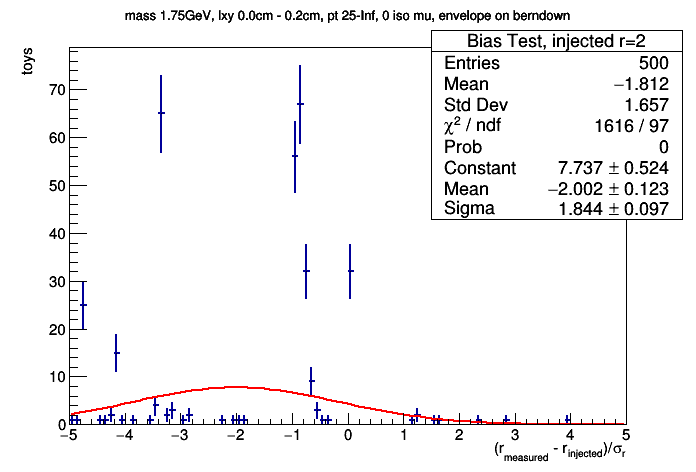 mass 1.75GeV, lxy 0.0cm - 0.2cm, pt 25-Inf, 0 iso mu, envelope on berndown
Bias Test, injected r=2
Entries 500
Mean −1.812
Std Dev 1.657
χ² / ndf 1616 / 97
Prob 0
Constant 7.737 ± 0.524
Mean −2.002 ± 0.123
Sigma 1.844 ± 0.097
toys
70
60
50
40
30
20
10
0
−5 −4 −3 −2 −1 0 1 2 3 4 5
(r_measured - r_injected)/σ_r